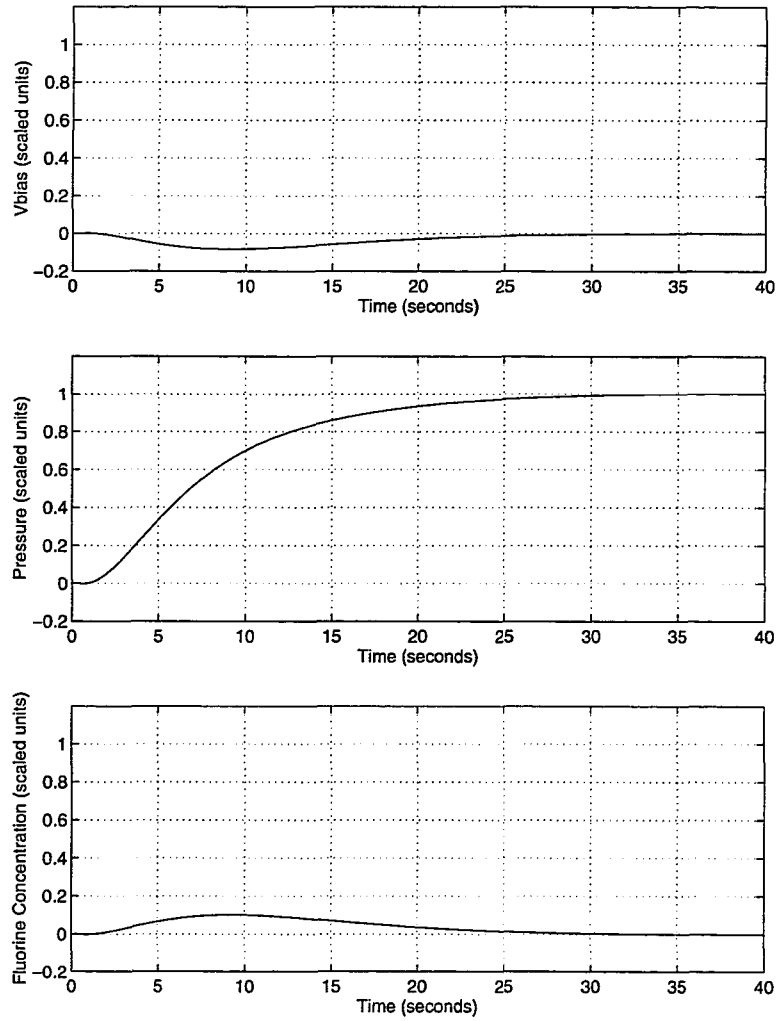 Vbias (scaled units)
1
0.8
0.6
0.4
0.2
0
−0.2
0 5 10 15 20 25 30 35 40
Time (seconds)
Pressure (scaled units)
1
0.8
0.6
0.4
0.2
0
−0.2
0 5 10 15 20 25 30 35 40
Time (seconds)
Fluorine Concentration (scaled units)
1
0.8
0.6
0.4
0.2
0
−0.2
0 5 10 15 20 25 30 35 40
Time (seconds)